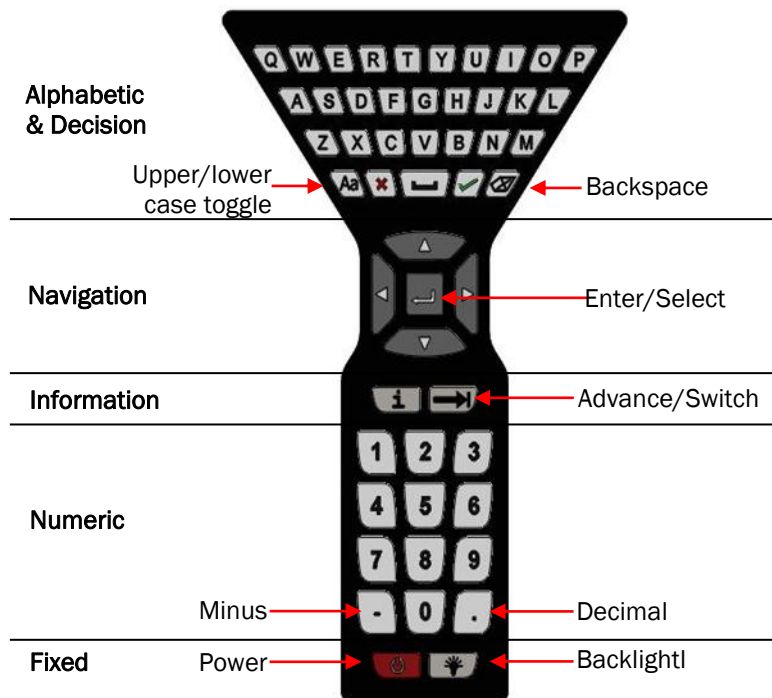 Q W E R T Y U I O P
Alphabetic
& Decision
A S D F G H J K L
Z X C V B N M
Upper/lower
case toggle
Aa
Backspace
Navigation
Enter/Select
Information
i
Advance/Switch
1 2 3
Numeric
4 5 6
7 8 9
Minus
- 0 .
Decimal
Fixed
Power
Backlightl